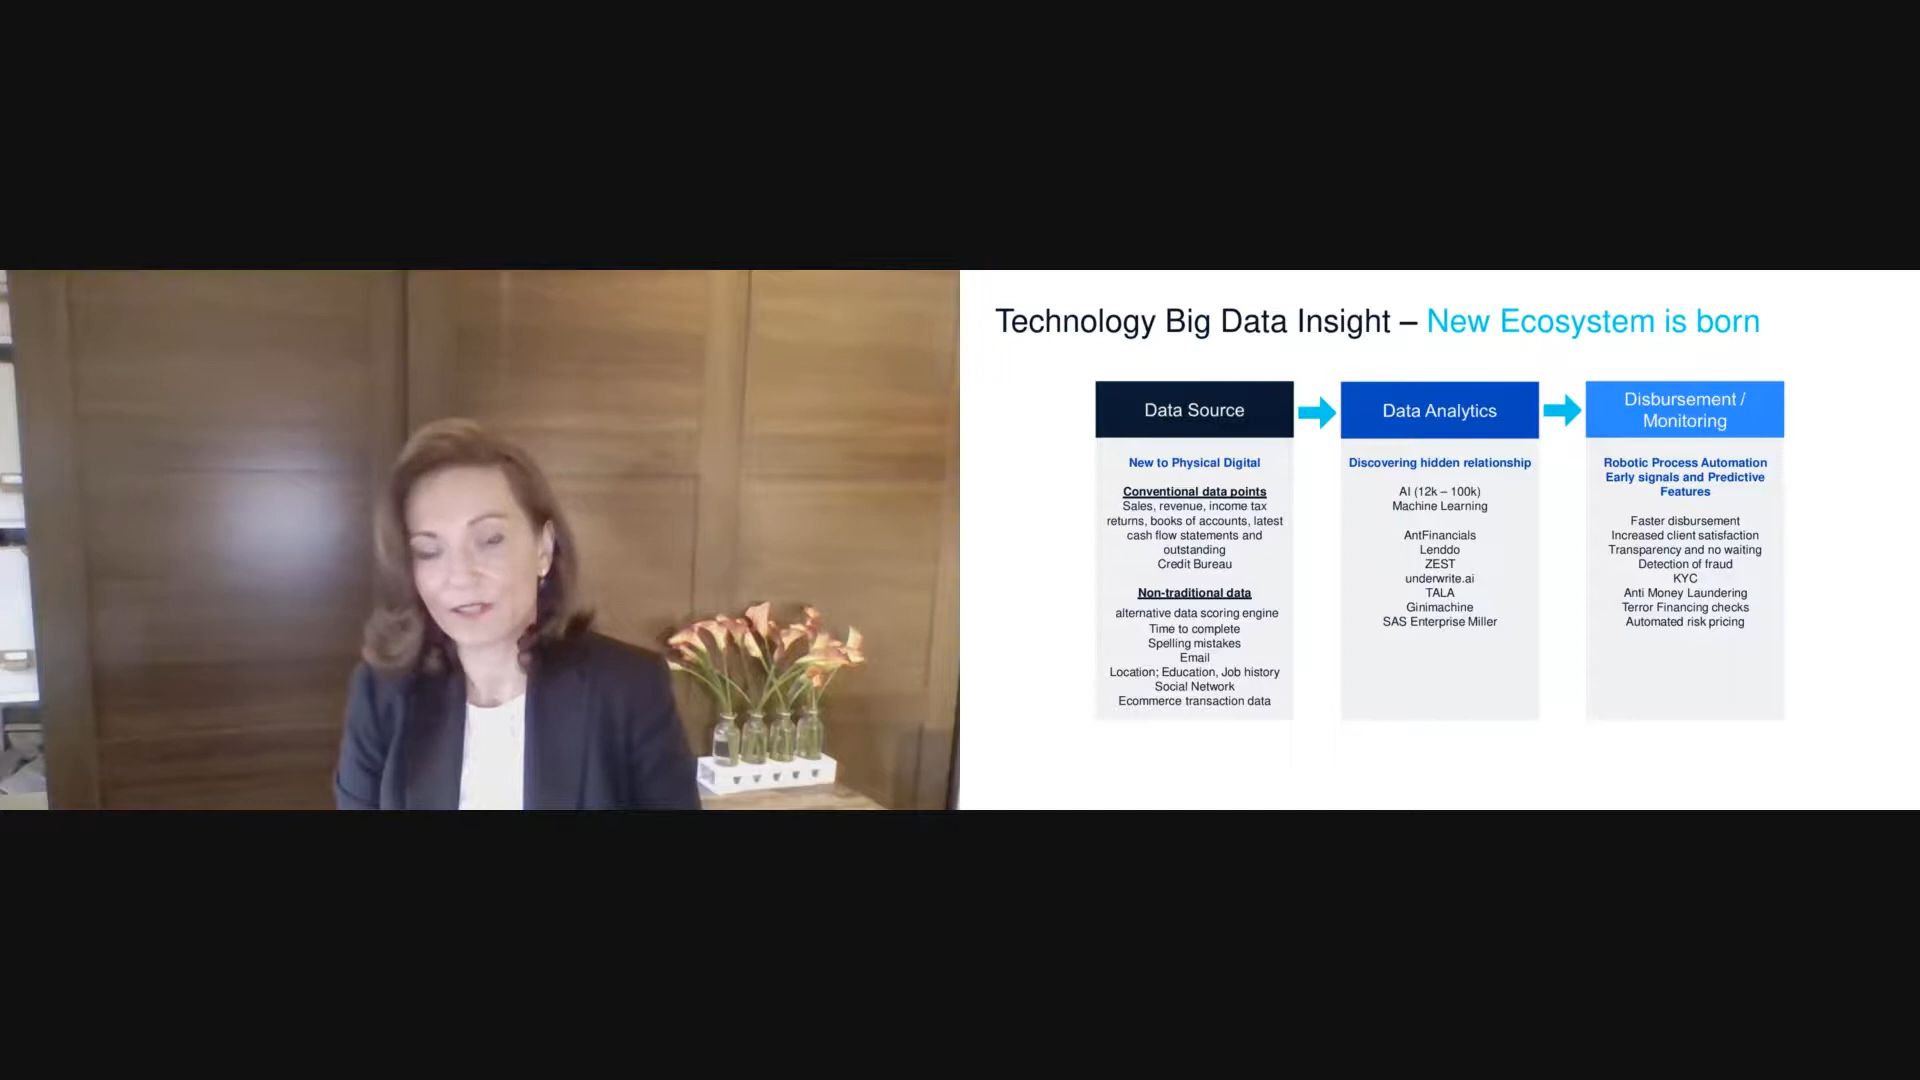 Technology Big Data Insight – New Ecosystem is born
Data Source
New to Physical Digital
Conventional data points
Sales, revenue, income tax
returns, books of accounts, latest
cash flow statements and
outstanding
Credit Bureau
Non-traditional data
alternative data scoring engine
Time to complete
Spelling mistakes
Email
Location; Education, Job history
Social Network
Ecommerce transaction data
Data Analytics
Discovering hidden relationship
AI (12k – 100k)
Machine Learning
AntFinancials
Lenddo
ZEST
underwrite.ai
TALA
Ginimachine
SAS Enterprise Miller
Disbursement /
Monitoring
Robotic Process Automation
Early signals and Predictive
Features
Faster disbursement
Increased client satisfaction
Transparency and no waiting
Detection of fraud
KYC
Anti Money Laundering
Terror Financing checks
Automated risk pricing